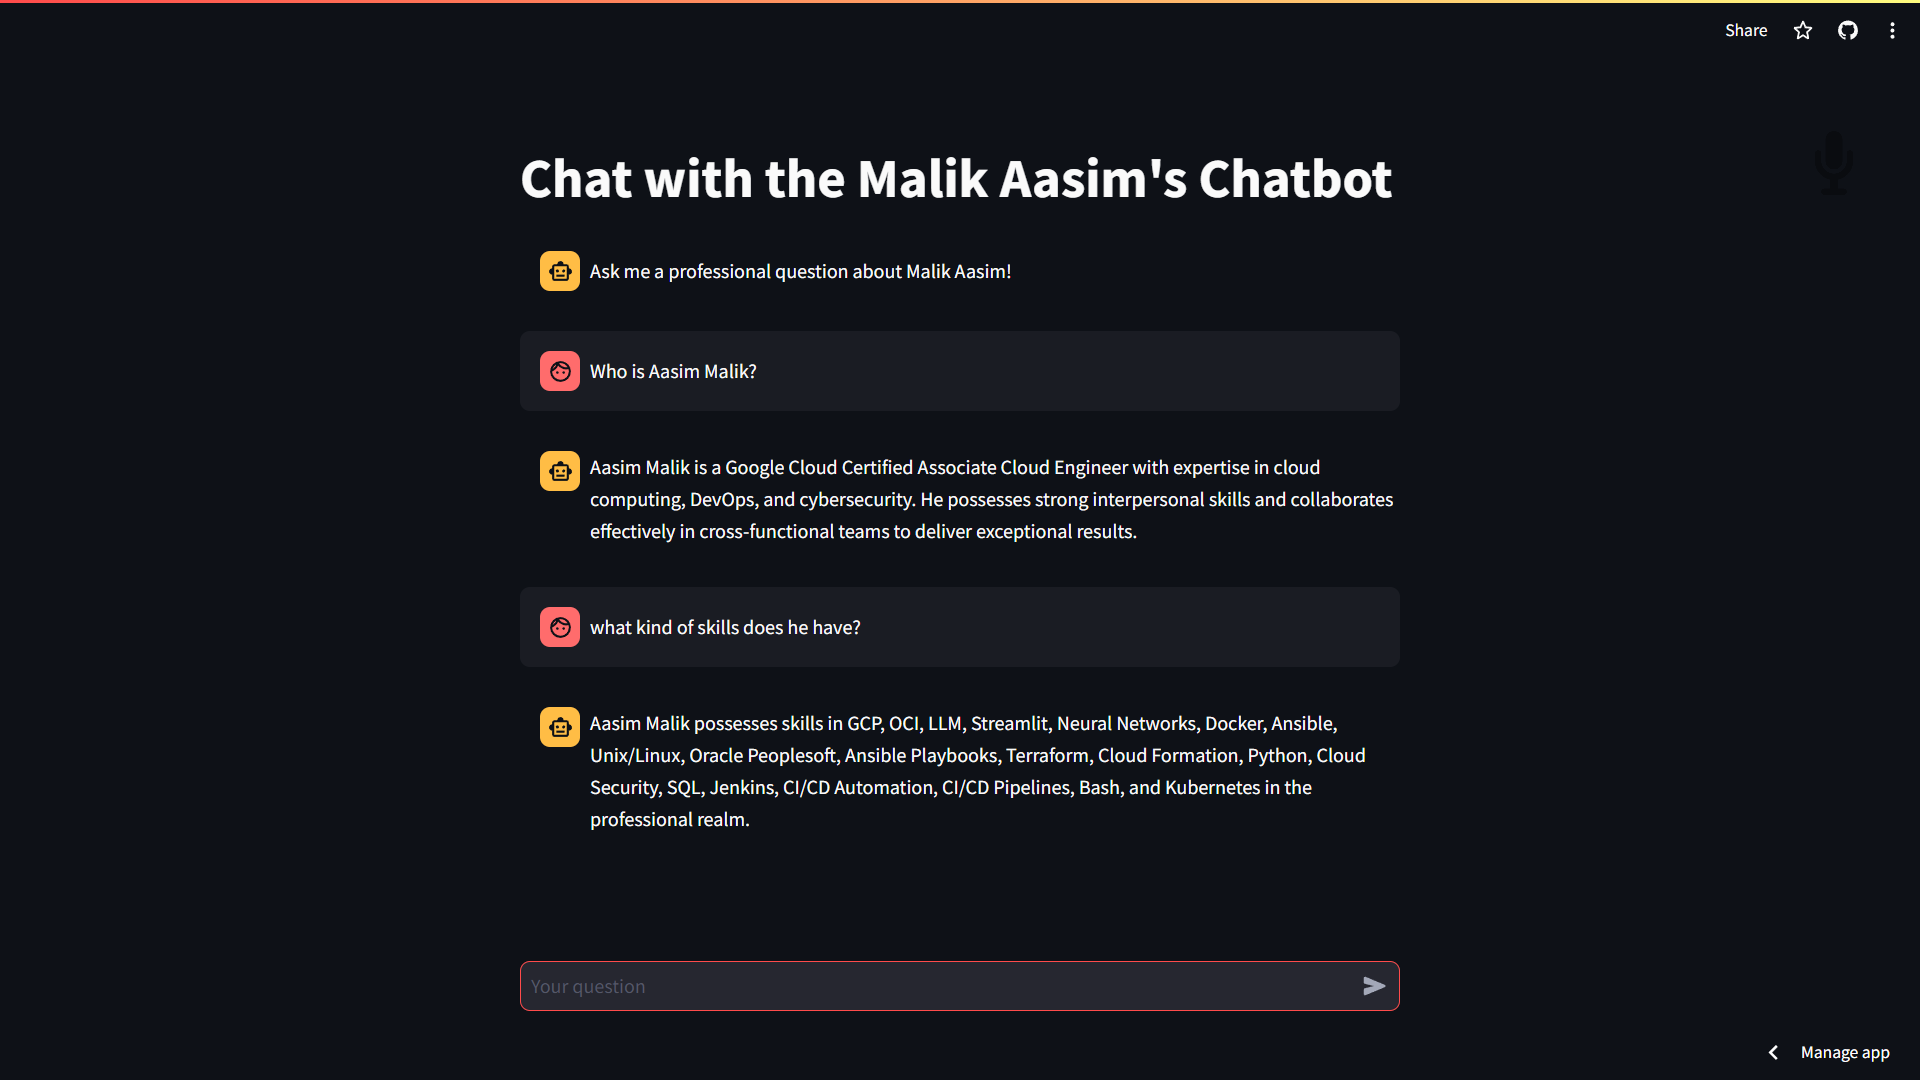 Share
Chat with the Malik Aasim's Chatbot
Ask me a professional question about Malik Aasim!
Who is Aasim Malik?
Aasim Malik is a Google Cloud Certified Associate Cloud Engineer with expertise in cloud
computing, DevOps, and cybersecurity. He possesses strong interpersonal skills and collaborates
effectively in cross-functional teams to deliver exceptional results.
what kind of skills does he have?
Aasim Malik possesses skills in GCP, OCI, LLM, Streamlit, Neural Networks, Docker, Ansible,
Unix/Linux, Oracle Peoplesoft, Ansible Playbooks, Terraform, Cloud Formation, Python, Cloud
Security, SQL, Jenkins, CI/CD Automation, CI/CD Pipelines, Bash, and Kubernetes in the
professional realm.
Your question
Manage app